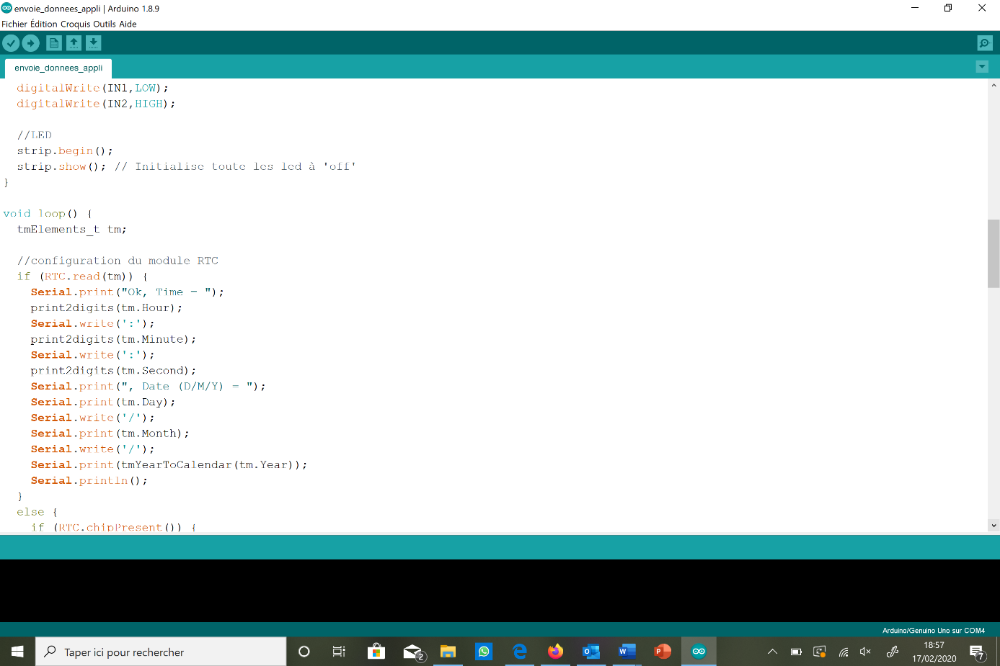 envoie_donnees_appli | Arduino 1.8.9
Fichier Édition Croquis Outils Aide
envoie_donnees_appli
digitalWrite(IN1,LOW);
digitalWrite(IN2,HIGH);
//LED
strip.begin();
strip.show(); // Initialise toute les led à 'off'
}
void loop() {
tmElements_t tm;
//configuration du module RTC
if (RTC.read(tm)) {
Serial.print("Ok, Time = ");
print2digits(tm.Hour);
Serial.write(':');
print2digits(tm.Minute);
Serial.write(':');
print2digits(tm.Second);
Serial.print(", Date (D/M/Y) = ");
Serial.print(tm.Day);
Serial.write('/');
Serial.print(tm.Month);
Serial.write('/');
Serial.print(tmYearToCalendar(tm.Year));
Serial.println();
}
else {
if (RTC.chipPresent()) {
Arduino/Genuino Uno sur COM4
Taper ici pour rechercher
2
18:57
17/02/2020
7